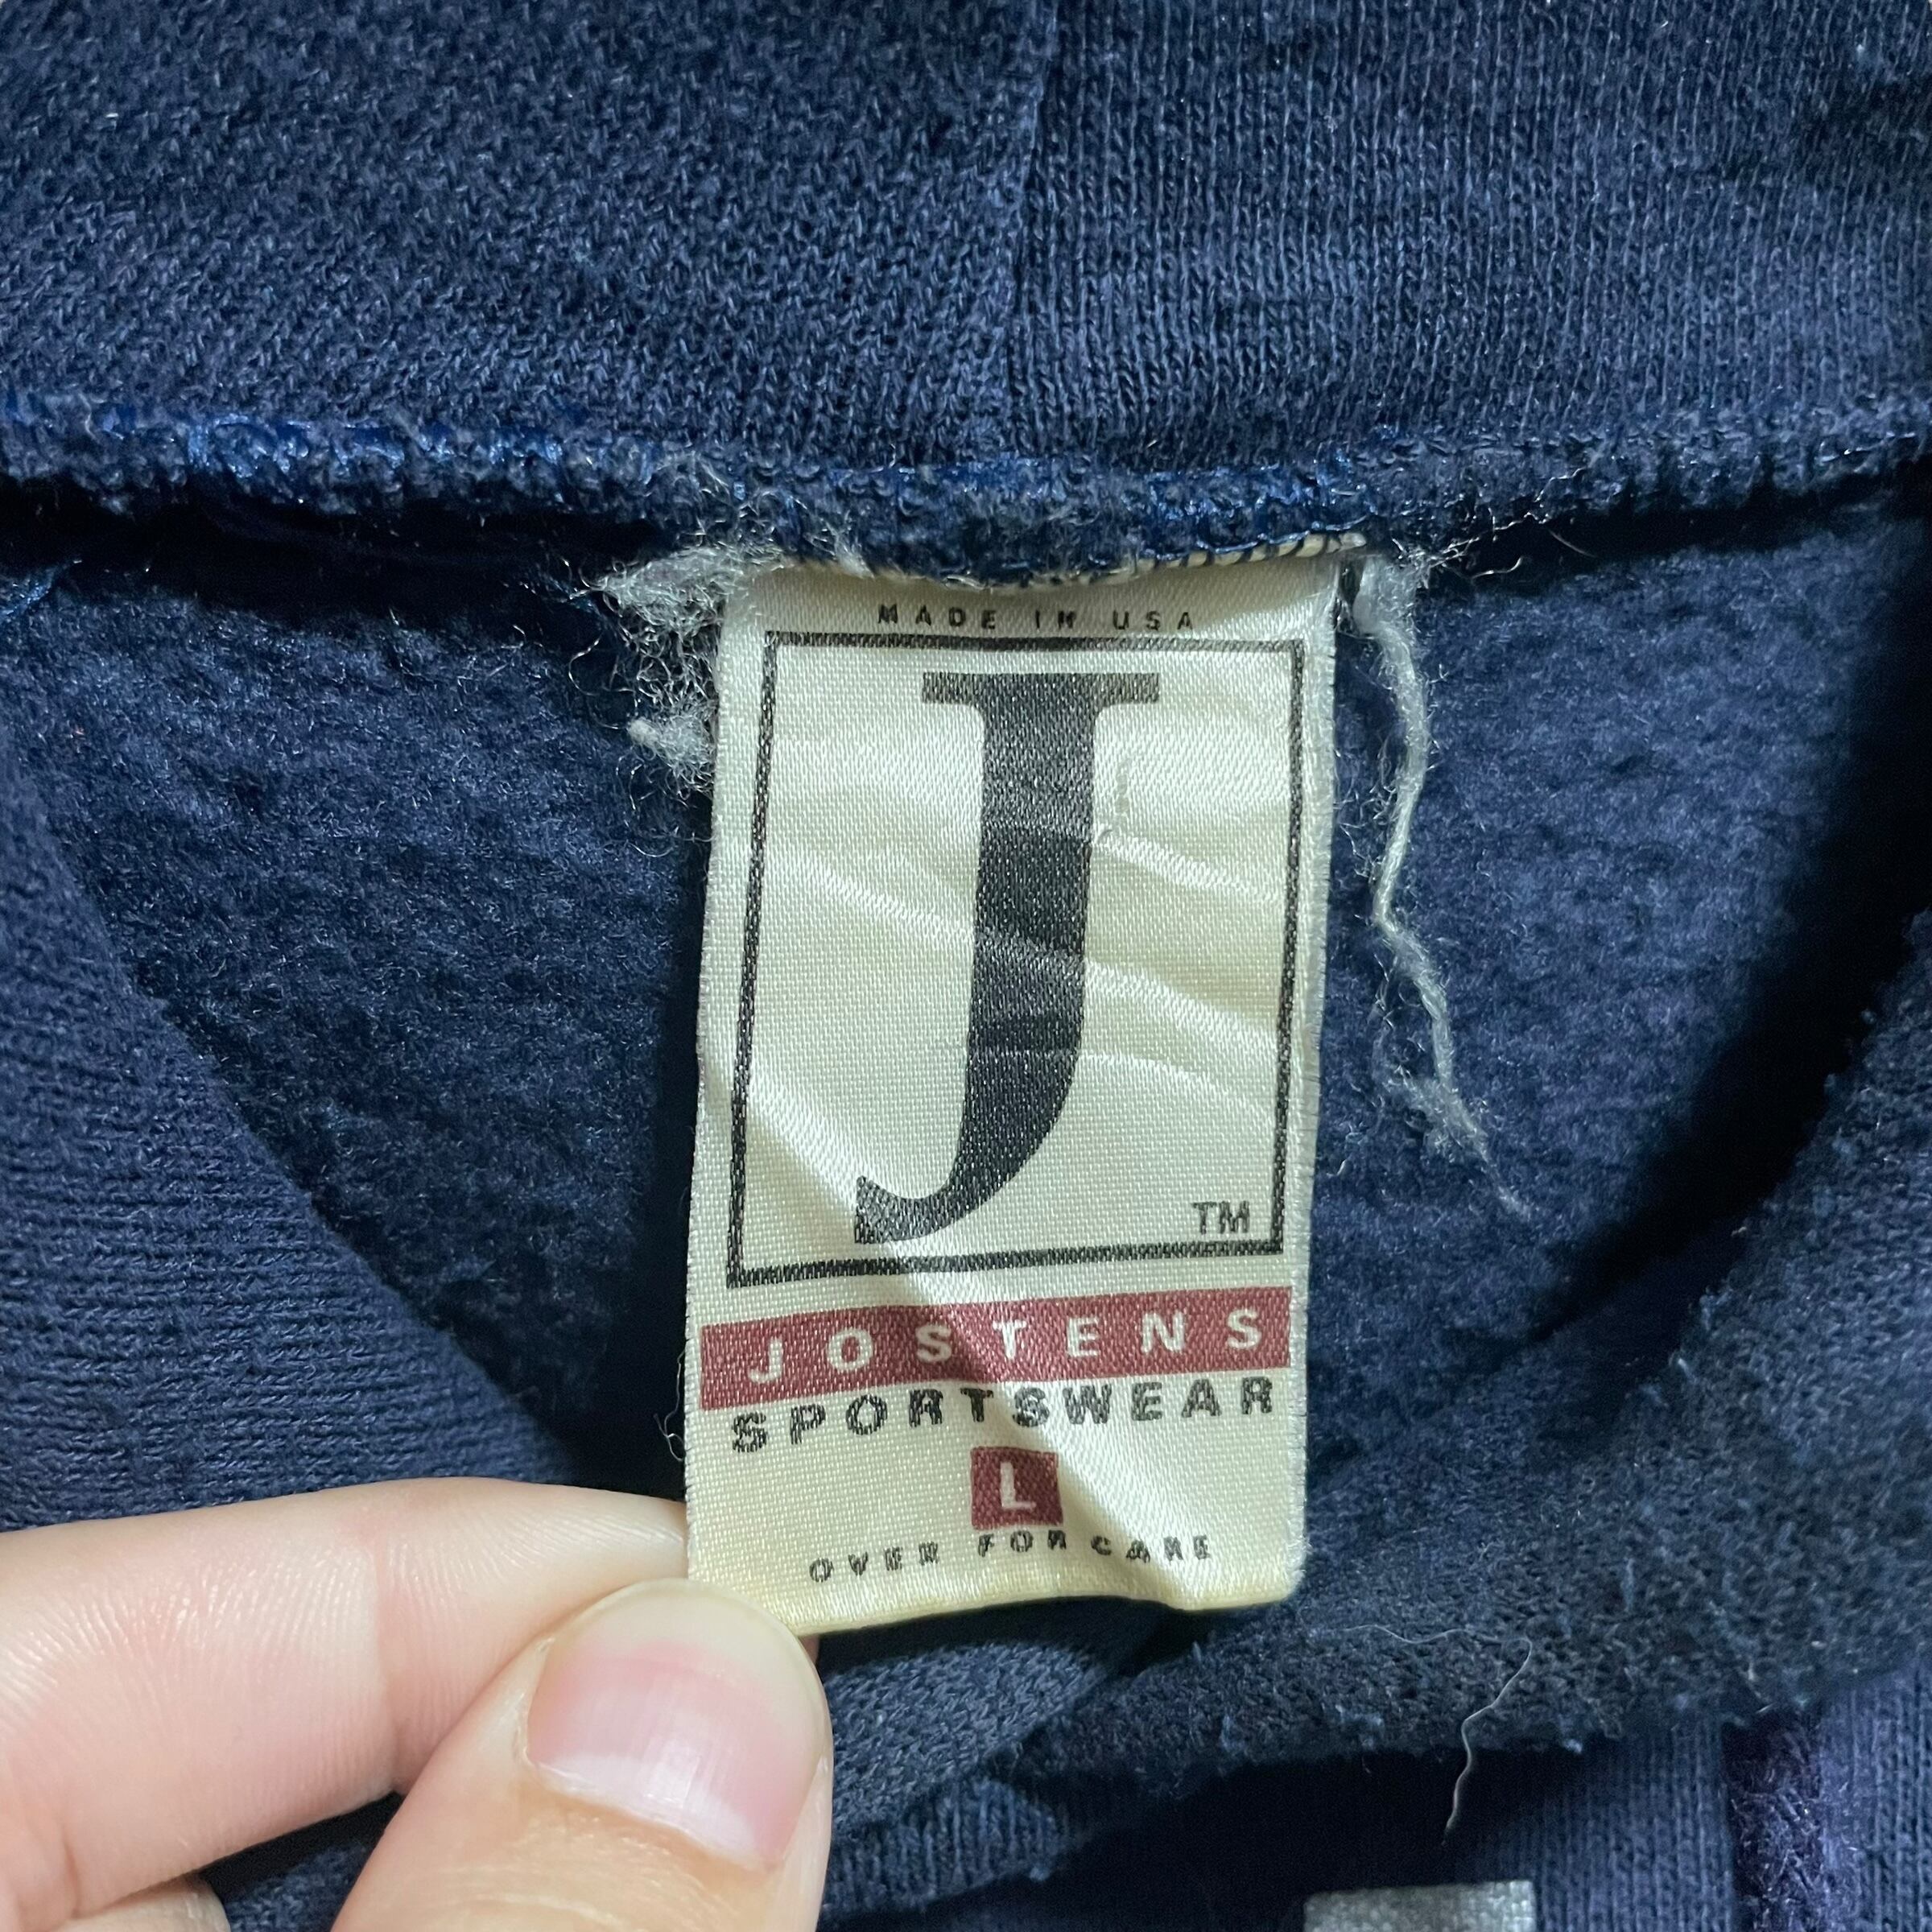 MADE IN USA
J
TM
JOSTENS
SPORTSWEAR
L
OVER FOR CARE